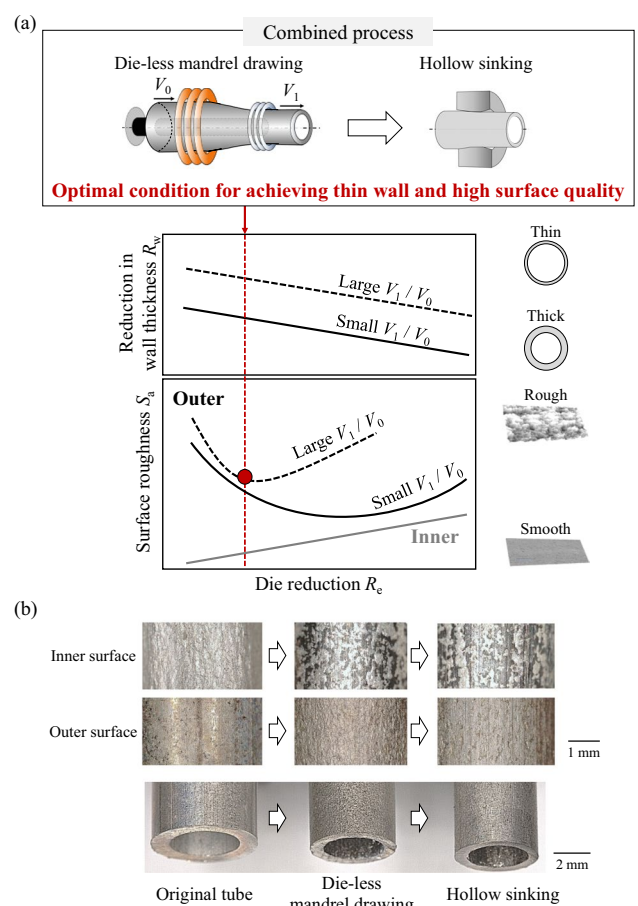 (a)
Combined process
Die-less mandrel drawing
Hollow sinking
V0
V1
Optimal condition for achieving thin wall and high surface quality
Reduction in
wall thickness Rw
Large V1 / V0
Small V1 / V0
Thin
Thick
Surface roughness Sa
Outer
Large V1 / V0
Small V1 / V0
Inner
Rough
Smooth
Die reduction Re
(b)
Inner surface
Outer surface
1 mm
2 mm
Original tube
Die-less
mandrel drawing
Hollow sinking